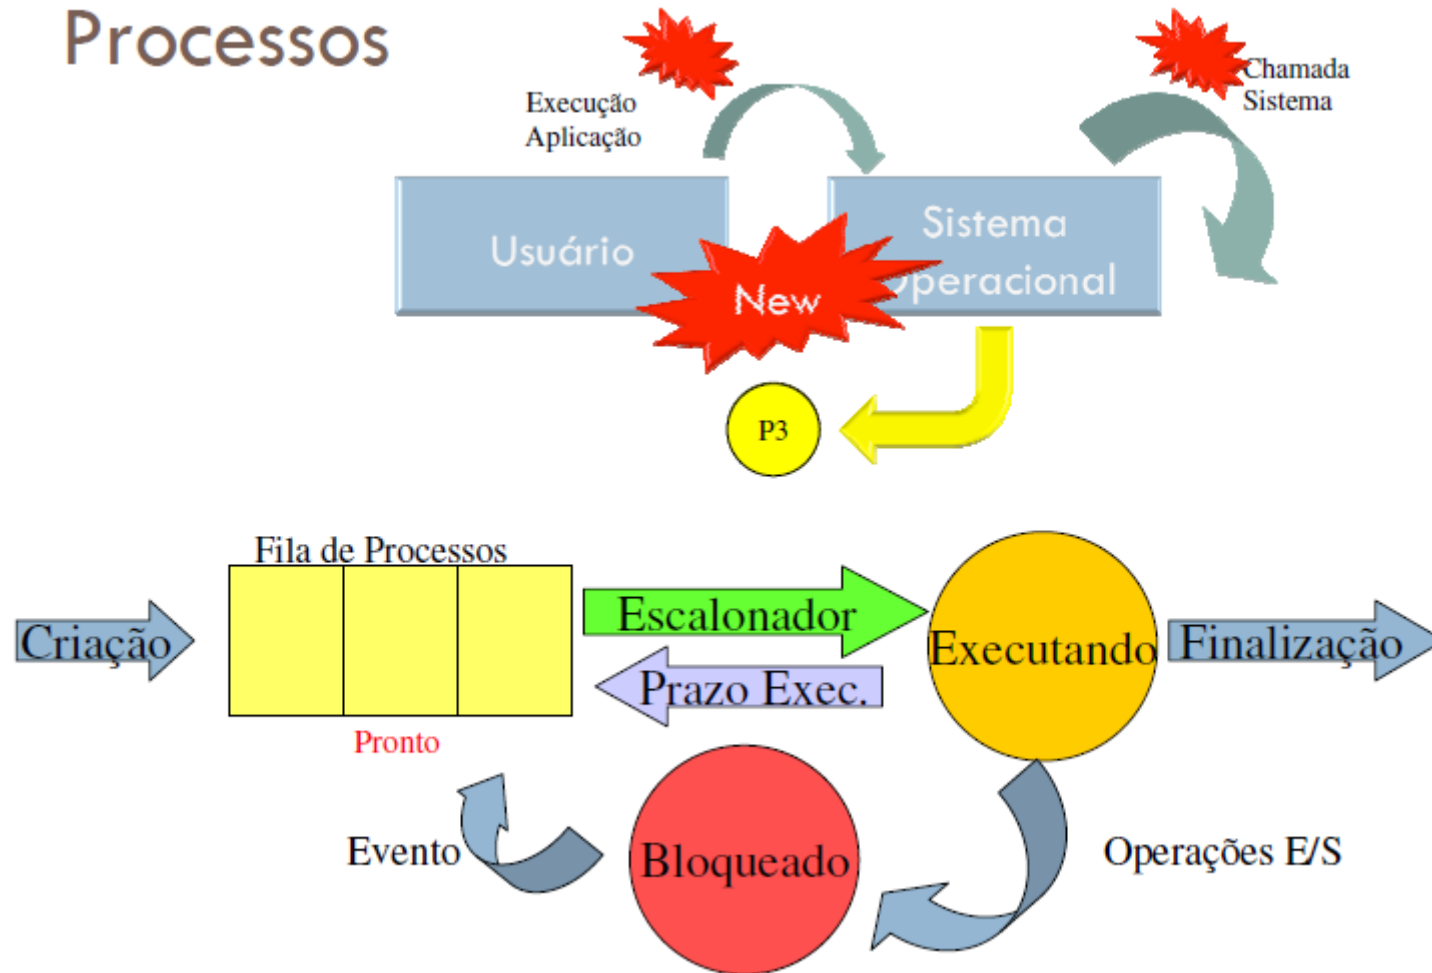 Processos
Execução
Aplicação
Chamada
Sistema
Usuário
Sistema
Operacional
New
P3
Fila de Processos
Criação
Escalonador
Prazo Exec.
Executando
Finalização
Pronto
Evento
Bloqueado
Operações E/S